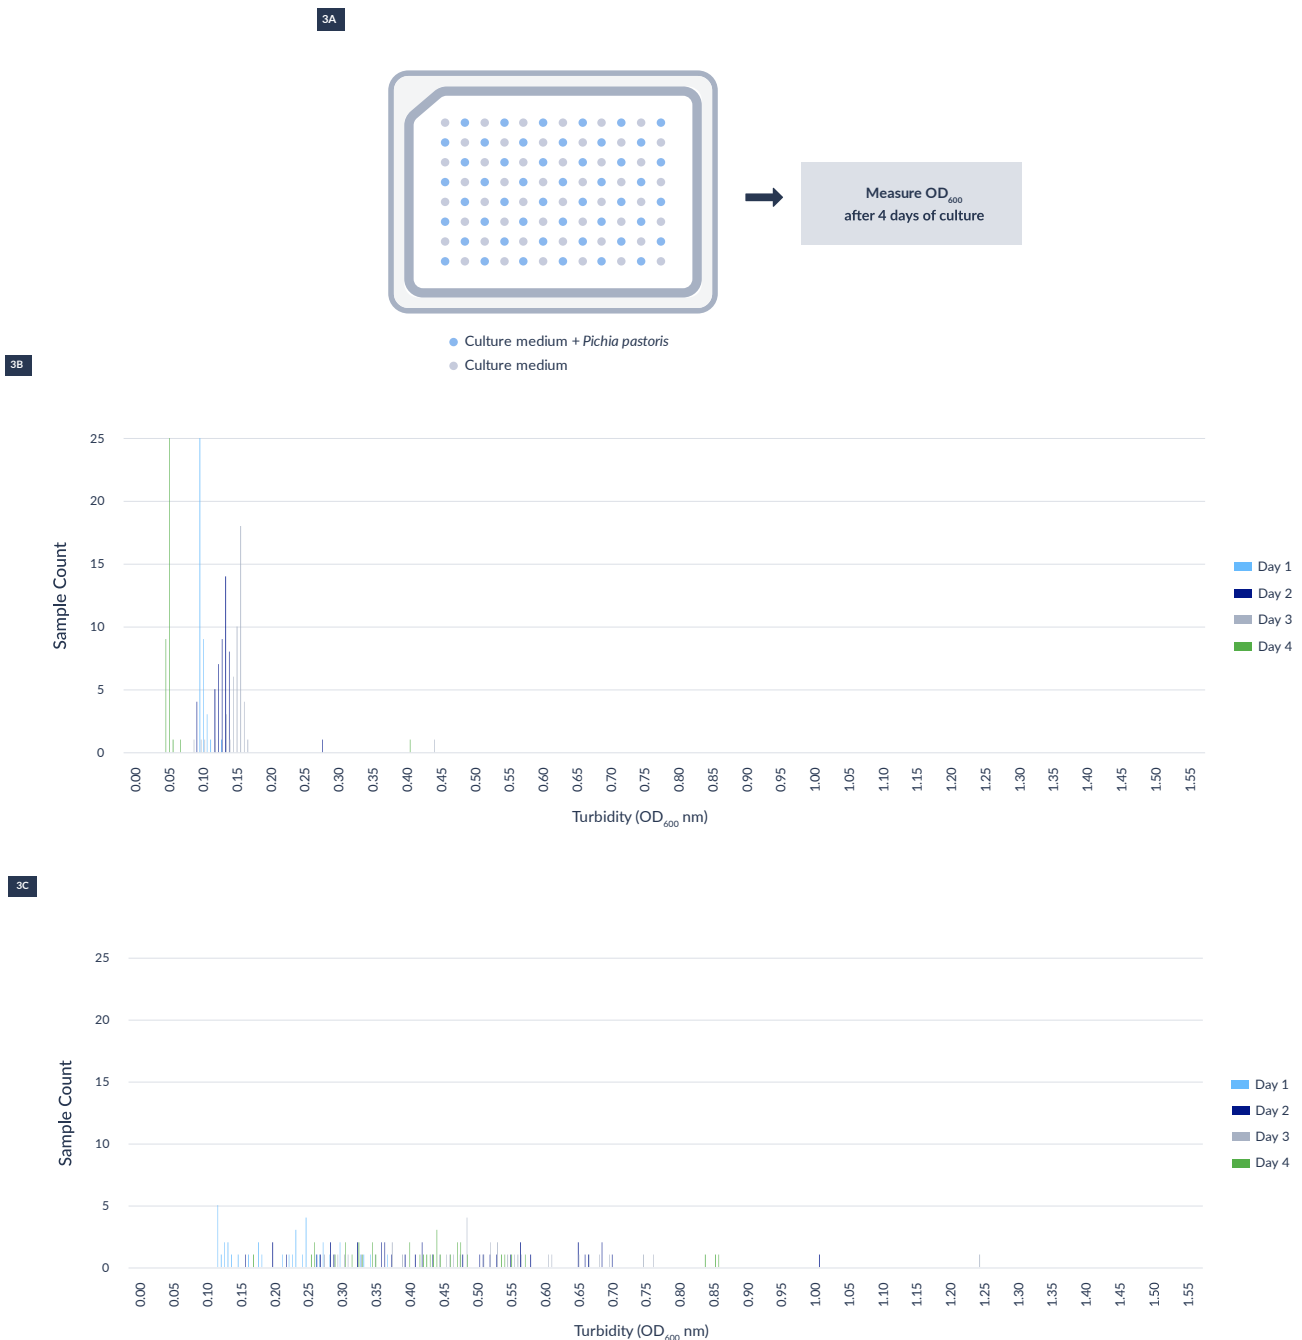 3A
Measure OD600
after 4 days of culture
Culture medium + Pichia pastoris
Culture medium
3B
25
20
15
10
5
0
Sample Count
0.00 0.05 0.10 0.15 0.20 0.25 0.30 0.35 0.40 0.45 0.50 0.55 0.60 0.65 0.70 0.75 0.80 0.85 0.90 0.95 1.00 1.05 1.10 1.15 1.20 1.25 1.30 1.35 1.40 1.45 1.50 1.55
Turbidity (OD600 nm)
Day 1
Day 2
Day 3
Day 4
3C
25
20
15
10
5
0
Sample Count
0.00 0.05 0.10 0.15 0.20 0.25 0.30 0.35 0.40 0.45 0.50 0.55 0.60 0.65 0.70 0.75 0.80 0.85 0.90 0.95 1.00 1.05 1.10 1.15 1.20 1.25 1.30 1.35 1.40 1.45 1.50 1.55
Turbidity (OD600 nm)
Day 1
Day 2
Day 3
Day 4